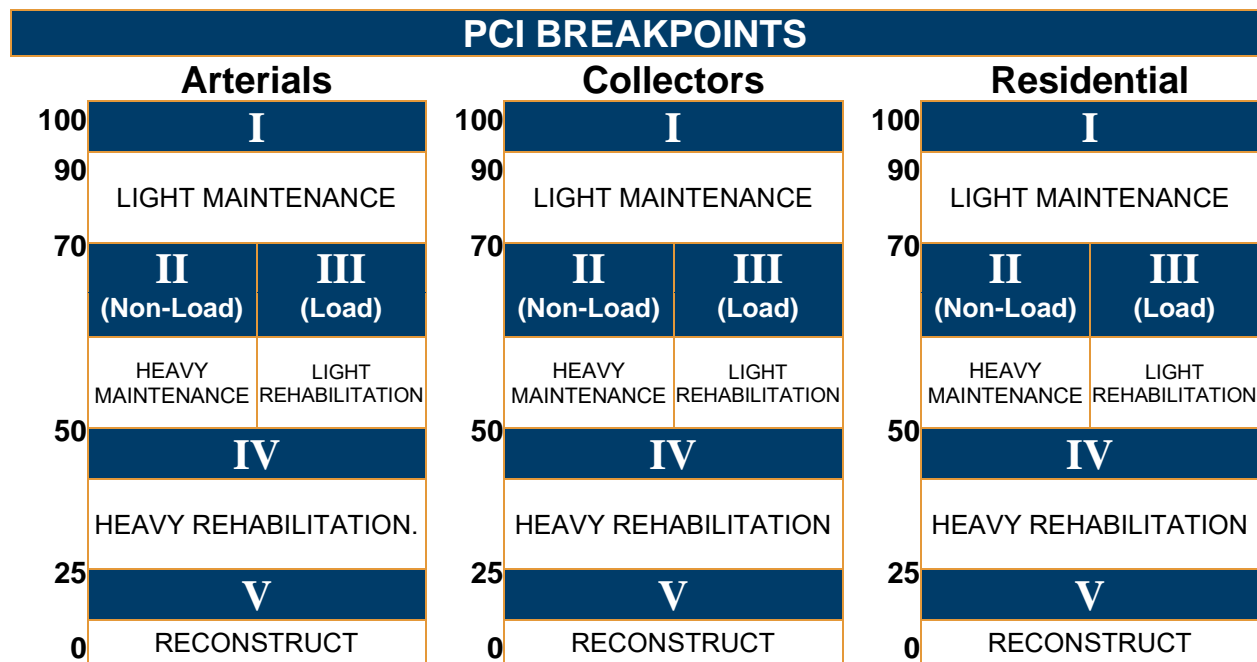 PCI BREAKPOINTS
Arterials
100
I
90
LIGHT MAINTENANCE
70
II
(Non-Load)
III
(Load)
HEAVY
MAINTENANCE
LIGHT
REHABILITATION
50
IV
HEAVY REHABILITATION.
25
V
0
RECONSTRUCT
Collectors
100
I
90
LIGHT MAINTENANCE
70
II
(Non-Load)
III
(Load)
HEAVY
MAINTENANCE
LIGHT
REHABILITATION
50
IV
HEAVY REHABILITATION
25
V
0
RECONSTRUCT
Residential
100
I
90
LIGHT MAINTENANCE
70
II
(Non-Load)
III
(Load)
HEAVY
MAINTENANCE
LIGHT
REHABILITATION
50
IV
HEAVY REHABILITATION
25
V
0
RECONSTRUCT